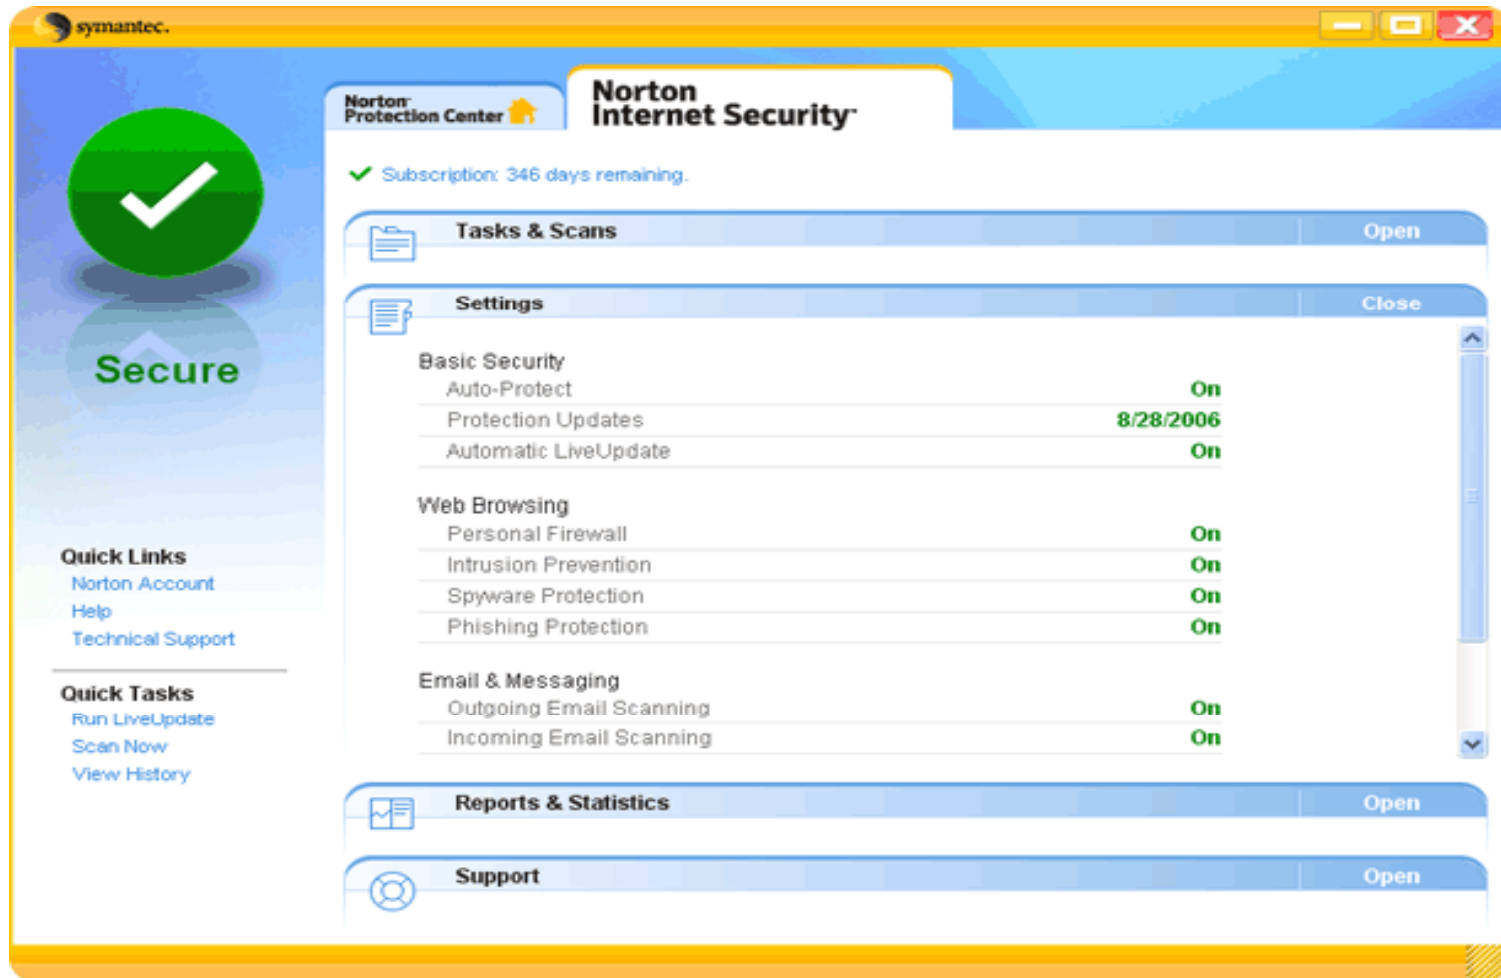 symantec.
Norton
Protection Center
Norton
Internet Security™
Subscription: 346 days remaining.
Secure
Quick Links
Norton Account
Help
Technical Support
Quick Tasks
Run LiveUpdate
Scan Now
View History
Tasks & Scans Open
Settings Close
Basic Security
Auto-Protect On
Protection Updates 8/28/2006
Automatic LiveUpdate On
Web Browsing
Personal Firewall On
Intrusion Prevention On
Spyware Protection On
Phishing Protection On
Email & Messaging
Outgoing Email Scanning On
Incoming Email Scanning On
Reports & Statistics Open
Support Open